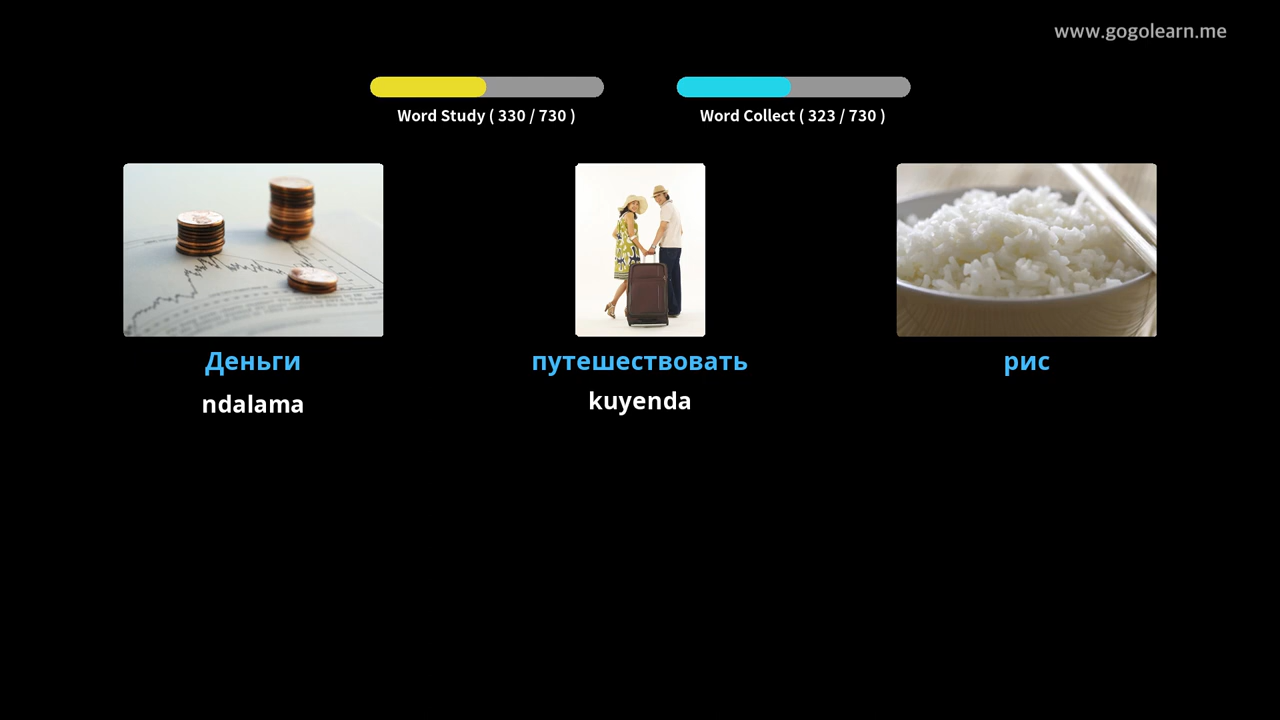 www.gogolearn.me
Word Study ( 330 / 730 )
Word Collect ( 323 / 730 )
Деньги
ndalama
путешествовать
kuyenda
рис